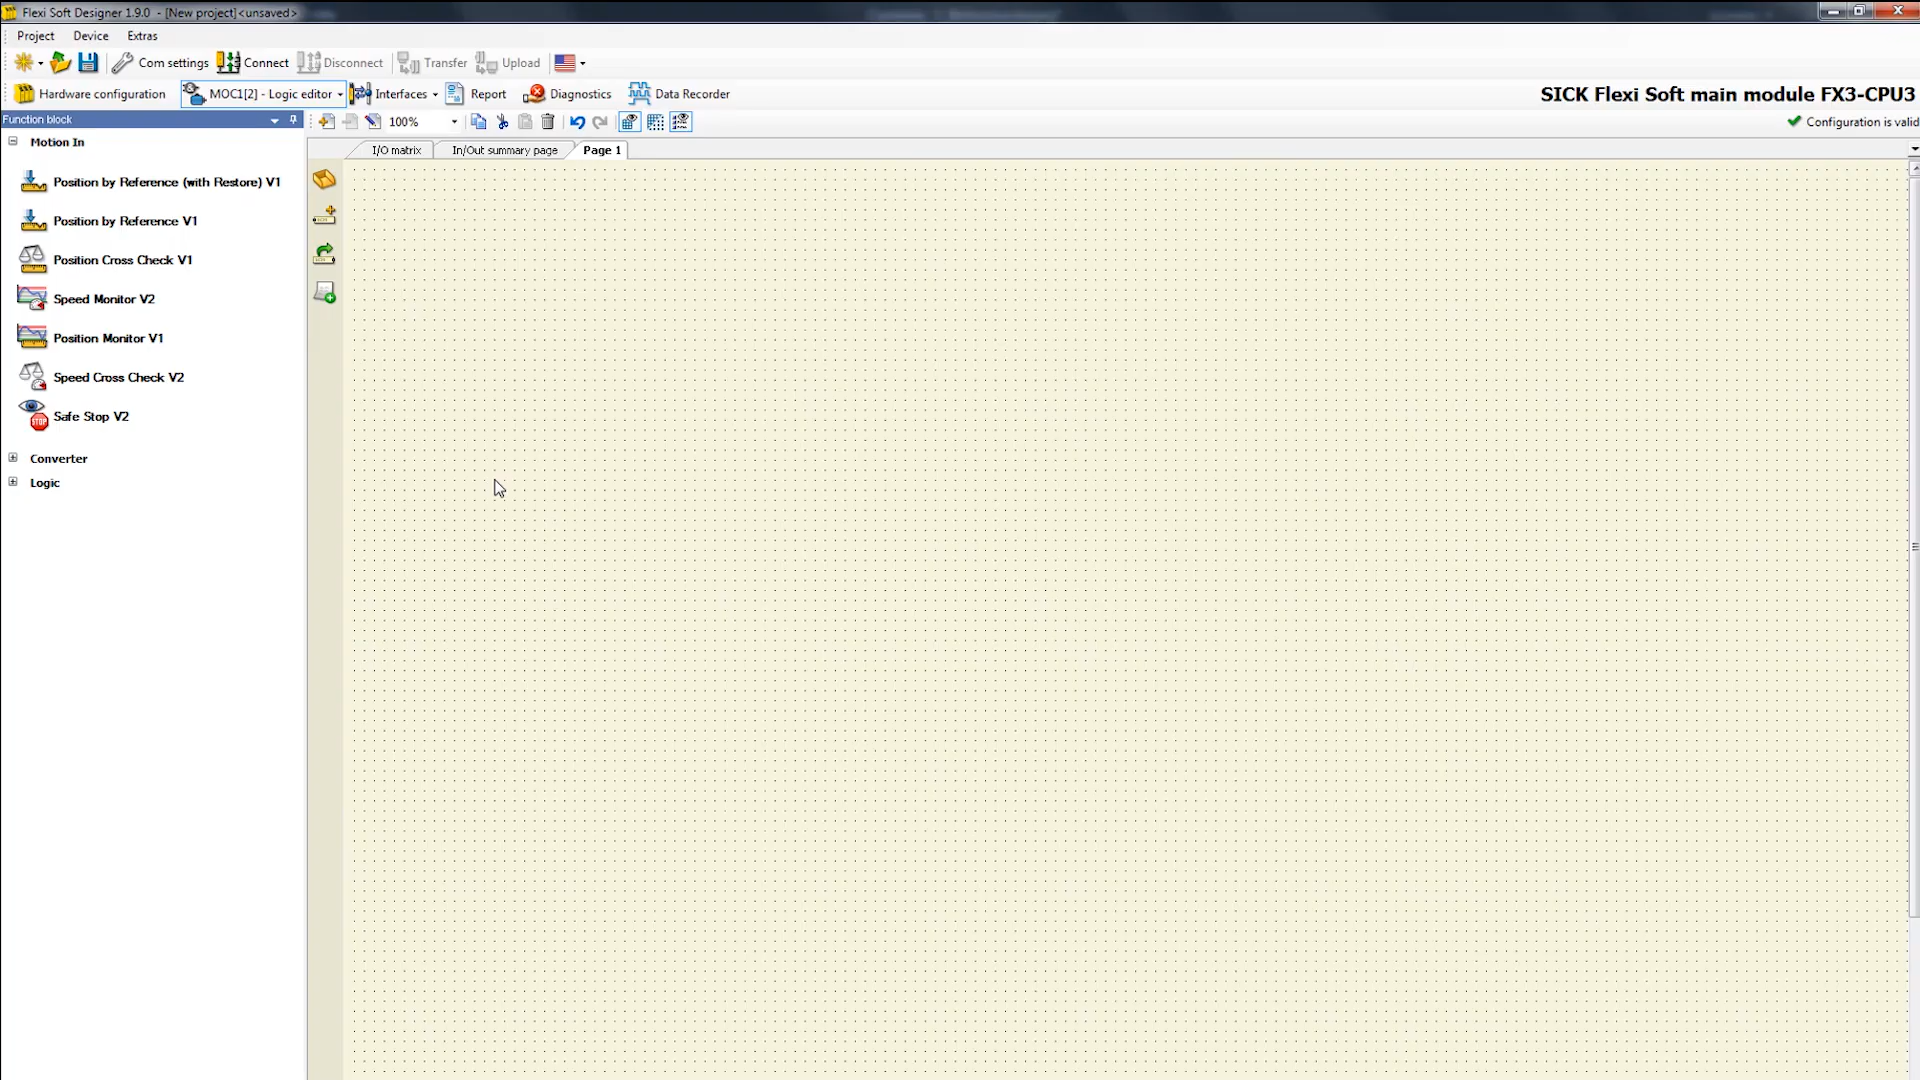 Flexi Soft Designer 1.9.0 - [New project]<unsaved>
Project Device Extras
Com settings Connect Disconnect Transfer Upload
Hardware configuration MOC1[2] - Logic editor Interfaces Report Diagnostics Data Recorder SICK Flexi Soft main module FX3-CPU3
Function block 100% Configuration is valid
Motion In I/O matrix In/Out summary page Page 1
Position by Reference (with Restore) V1
Position by Reference V1
Position Cross Check V1
Speed Monitor V2
Position Monitor V1
Speed Cross Check V2
STOP Safe Stop V2
Converter
Logic